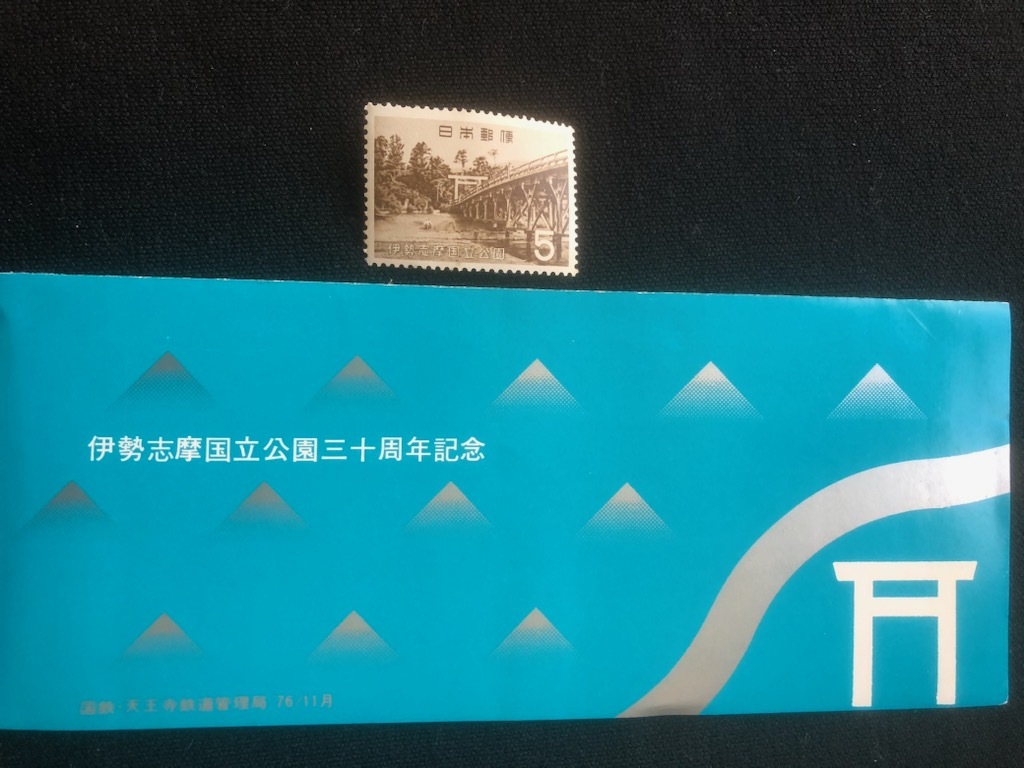 日本郵便
伊勢志摩国立公園
5
伊勢志摩国立公園三十周年記念
国鉄・天王寺鉄道管理局 76/11月